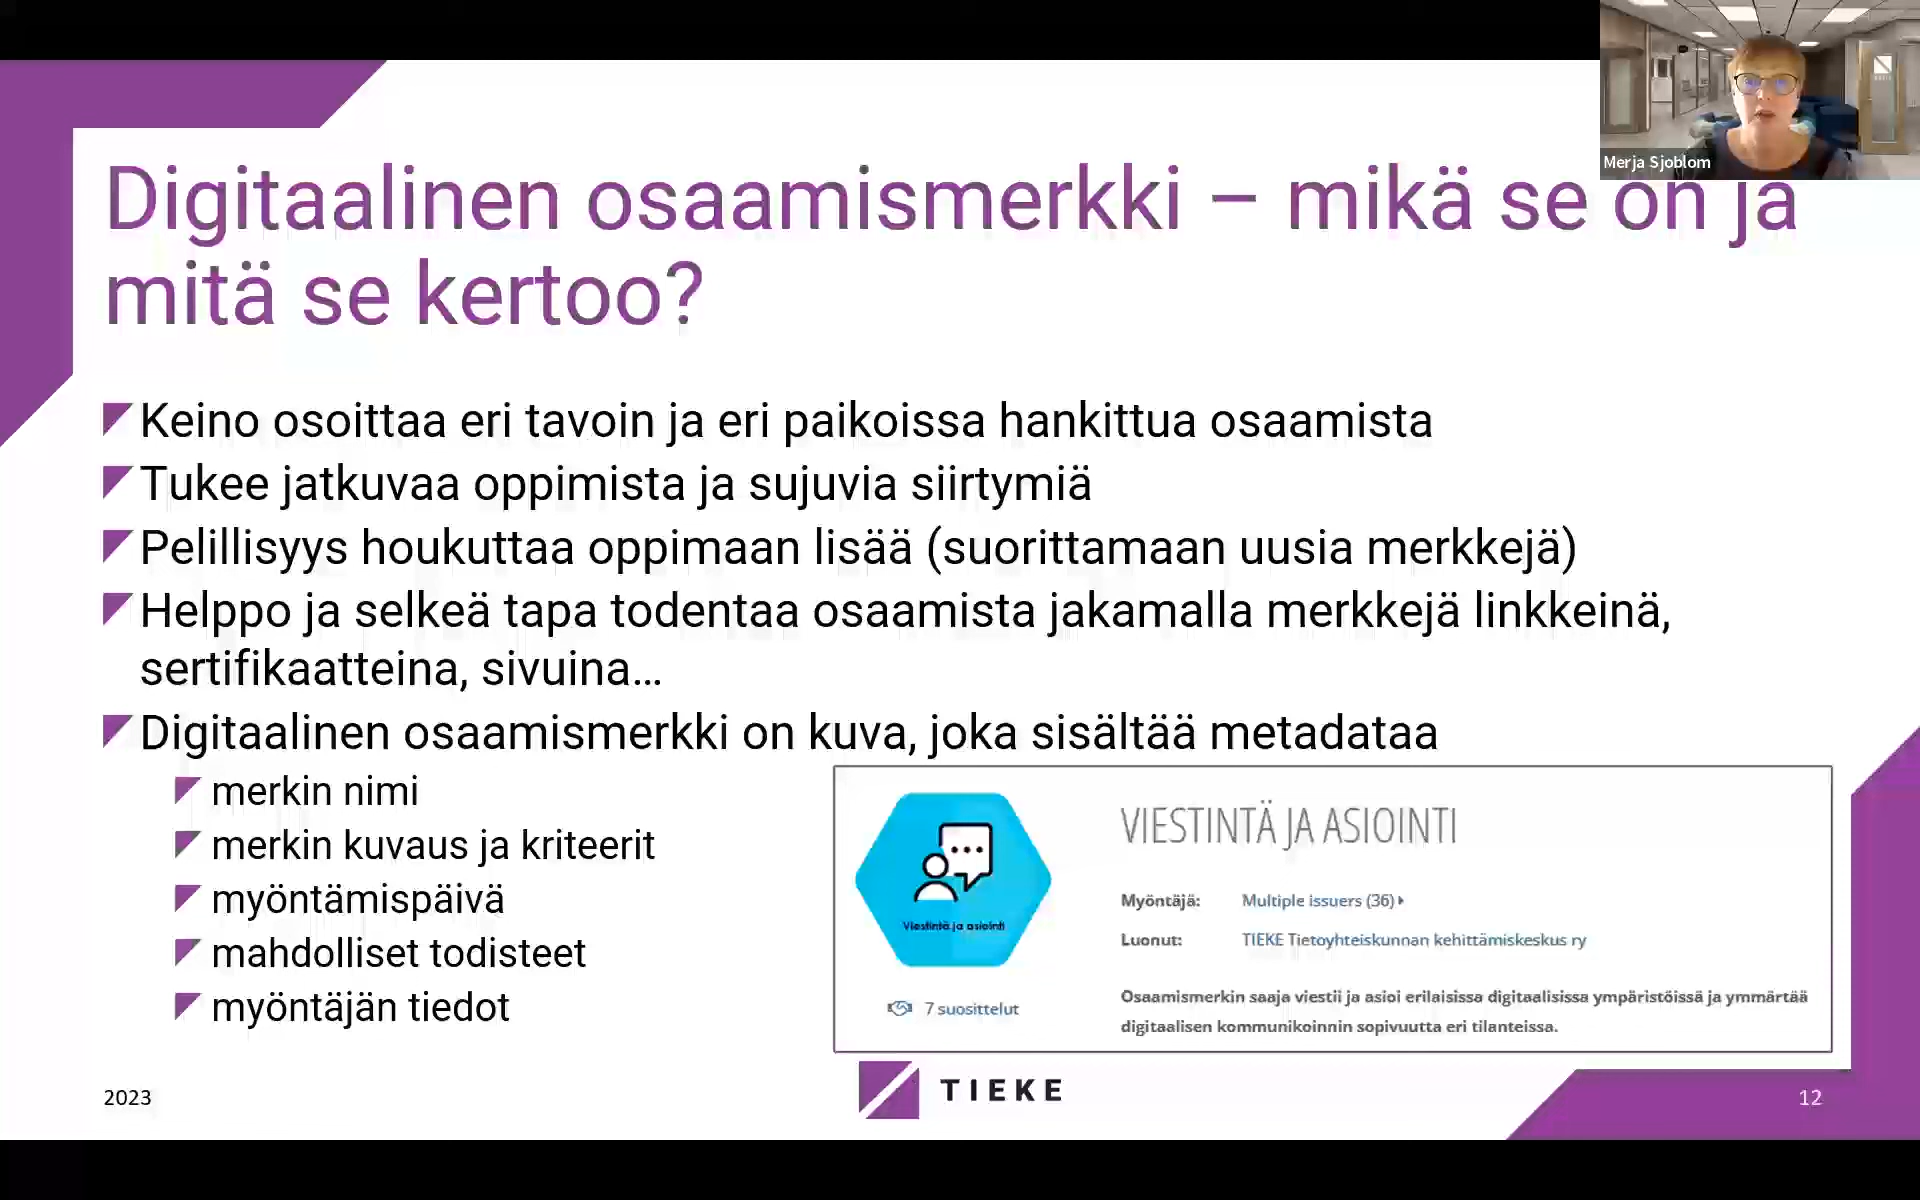 Merja Sjoblom
Digitaalinen osaamismerkki – mikä se on ja
mitä se kertoo?
Keino osoittaa eri tavoin ja eri paikoissa hankittua osaamista
Tukee jatkuvaa oppimista ja sujuvia siirtymiä
Pelillisyys houkuttaa oppimaan lisää (suorittamaan uusia merkkejä)
Helppo ja selkeä tapa todentaa osaamista jakamalla merkkejä linkkeinä,
sertifikaatteina, sivuina…
Digitaalinen osaamismerkki on kuva, joka sisältää metadataa
merkin nimi
merkin kuvaus ja kriteerit
myöntämispäivä
mahdolliset todisteet
myöntäjän tiedot
Viestintä ja asiointi
7 suosittelut
VIESTINTÄ JA ASIOINTI
Myöntäjä: Multiple issuers (36)
Luonut: TIEKE Tietoyhteiskunnan kehittämiskeskus ry
Osaamismerkin saaja viestii ja asioi erilaisissa digitaalisissa ympäristöissä ja ymmärtää
digitaalisen kommunikoinnin sopivuutta eri tilanteissa.
2023
TIEKE
12